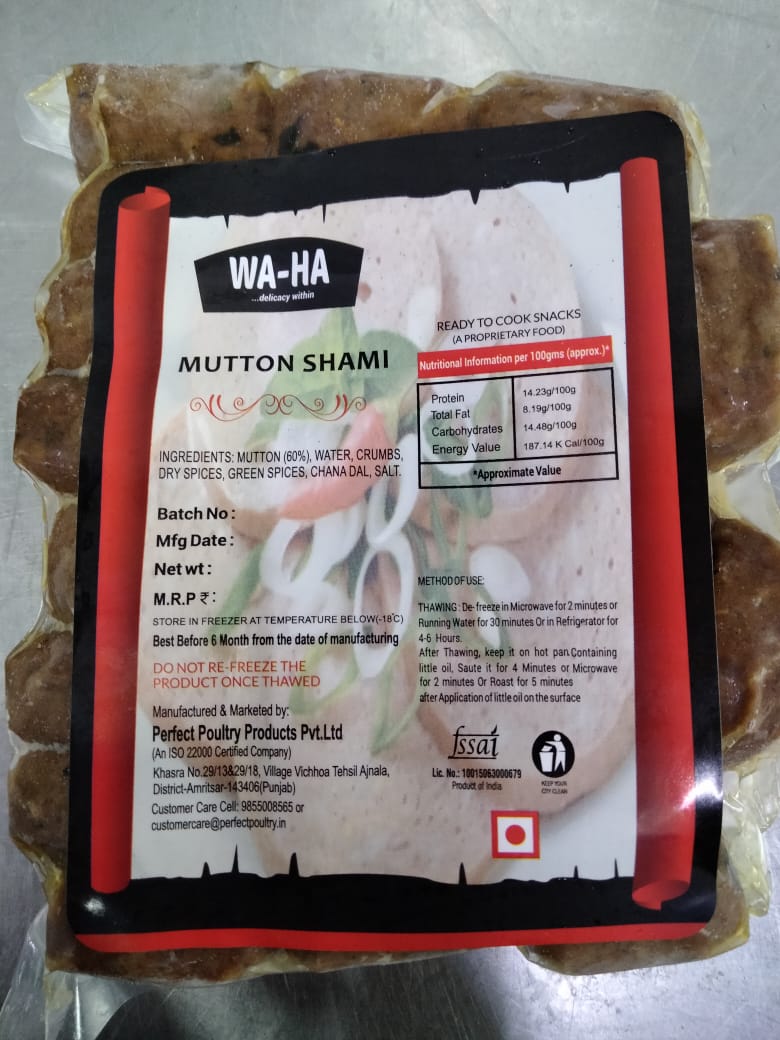 WA-HA
...delicacy within
MUTTON SHAMI
INGREDIENTS: MUTTON (60%), WATER, CRUMBS,
DRY SPICES, GREEN SPICES, CHANA DAL, SALT.
Batch No :
Mfg Date :
Net wt :
M.R.P ₹ :
STORE IN FREEZER AT TEMPERATURE BELOW(-18°C)
Best Before 6 Month from the date of manufacturing
DO NOT RE-FREEZE THE
PRODUCT ONCE THAWED
Manufactured & Marketed by:
Perfect Poultry Products Pvt.Ltd
(An ISO 22000 Certified Company)
Khasra No.29/13&29/18, Village Vichhoa Tehsil Ajnala,
District-Amritsar-143406(Punjab)
Customer Care Cell: 9855008565 or
customercare@perfectpoultry.in
READY TO COOK SNACKS
(A PROPRIETARY FOOD)
Nutritional Information per 100gms (approx.)*
Protein 14.23g/100g
Total Fat 8.19g/100g
Carbohydrates 14.48g/100g
Energy Value 187.14 K Cal/100g
*Approximate Value
METHOD OF USE:
THAWING : De- freeze in Microwave for 2 minutes or
Running Water for 30 minutes Or in Refrigerator for
4-6 Hours.
After Thawing, keep it on hot pan Containing
little oil, Saute it for 4 Minutes or Microwave
for 2 minutes Or Roast for 5 minutes
after Application of little oil on the surface
fssai
Lic. No.: 10015063000679
Product of India
KEEP YOUR
CITY CLEAN